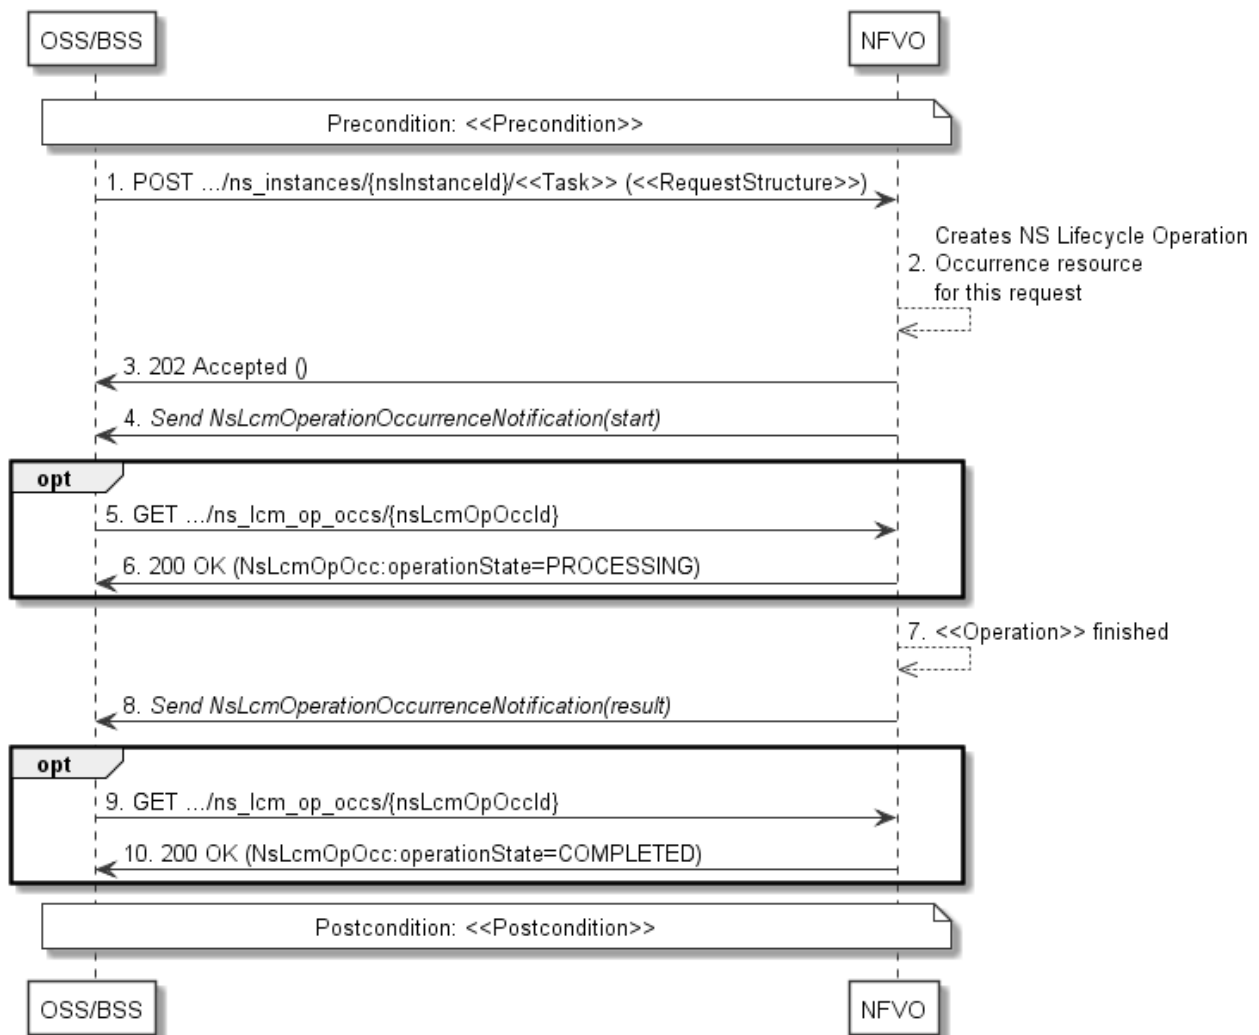 OSS/BSS
NFVO
Precondition: <<Precondition>>
1. POST .../ns_instances/{nsInstanceId}/<<Task>> (<<RequestStructure>>)
Creates NS Lifecycle Operation
2. Occurrence resource
for this request
3. 202 Accepted ()
4. Send NsLcmOperationOccurrenceNotification(start)
opt
5. GET .../ns_lcm_op_occs/{nsLcmOpOccId}
6. 200 OK (NsLcmOpOcc:operationState=PROCESSING)
7. <<Operation>> finished
8. Send NsLcmOperationOccurrenceNotification(result)
opt
9. GET .../ns_lcm_op_occs/{nsLcmOpOccId}
10. 200 OK (NsLcmOpOcc:operationState=COMPLETED)
Postcondition: <<Postcondition>>
OSS/BSS
NFVO